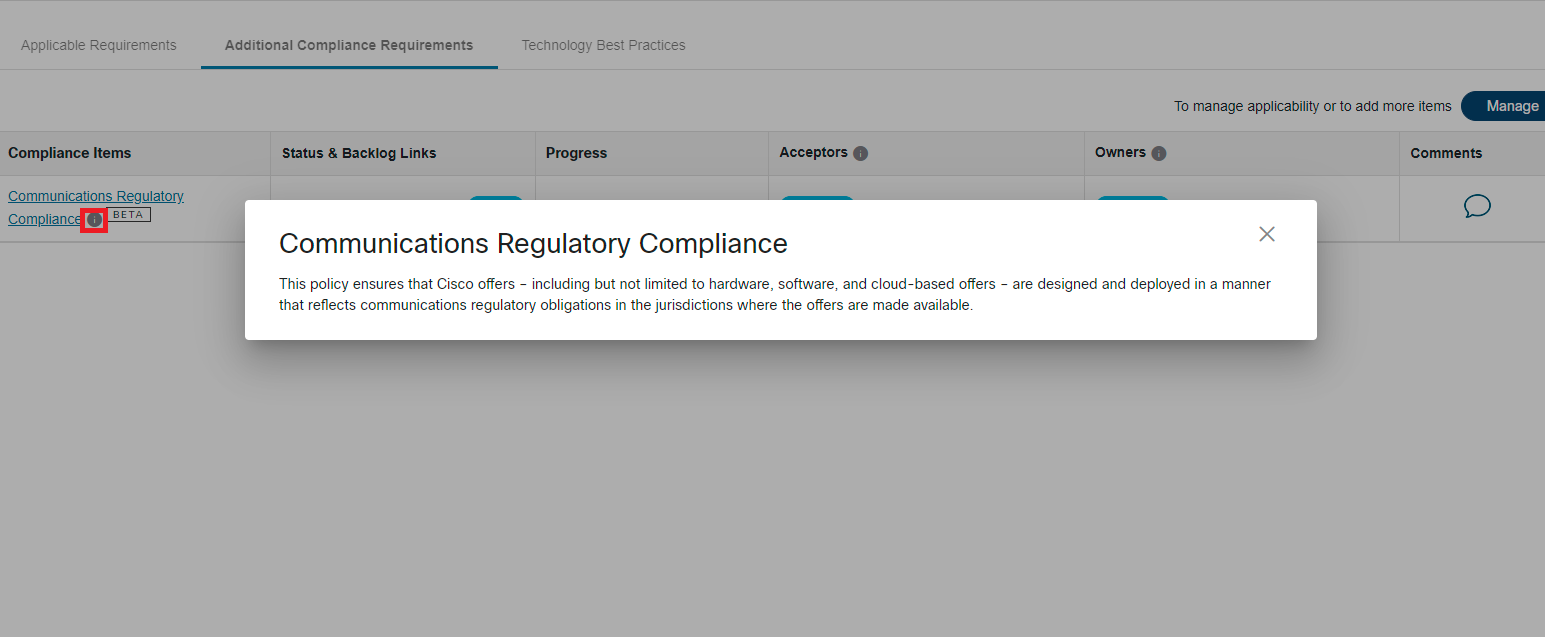 Applicable Requirements Additional Compliance Requirements Technology Best Practices
To manage applicability or to add more items Manage
Compliance Items Status & Backlog Links Progress Acceptors Owners Comments
Communications Regulatory
Compliance BETA
Communications Regulatory Compliance
This policy ensures that Cisco offers – including but not limited to hardware, software, and cloud-based offers – are designed and deployed in a manner
that reflects communications regulatory obligations in the jurisdictions where the offers are made available.